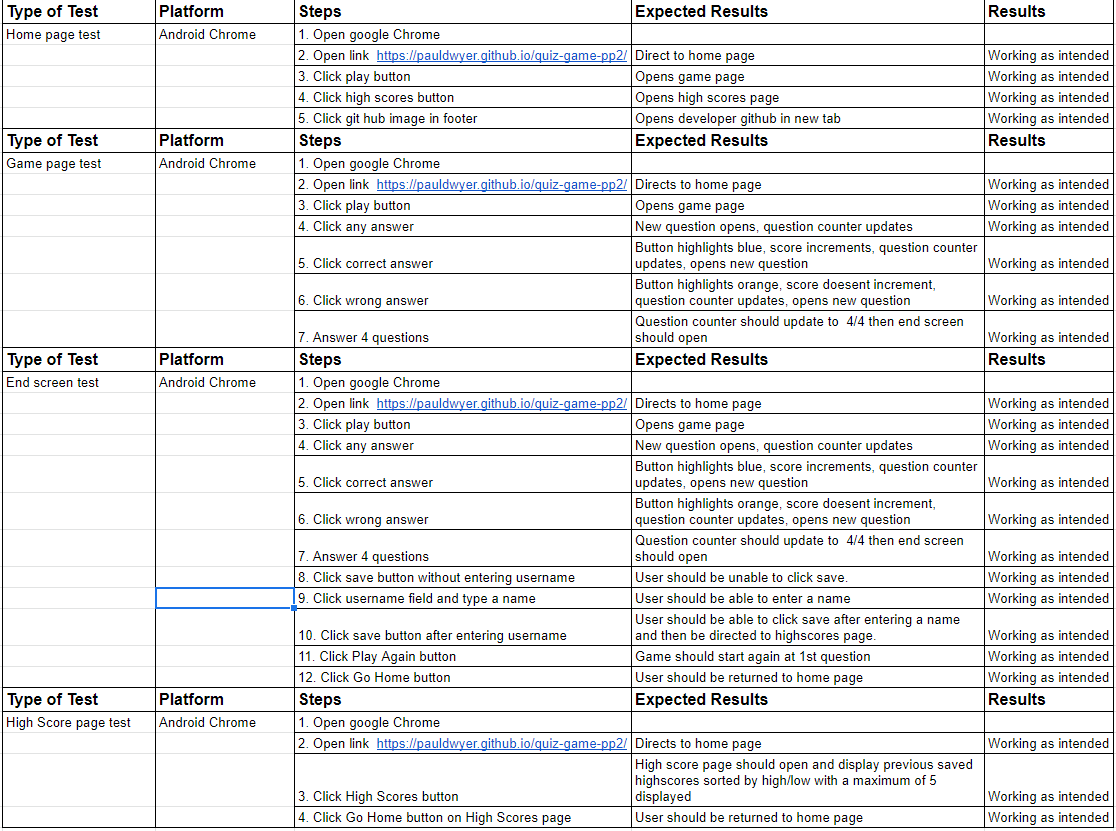 Type of Test Platform Steps Expected Results Results
Home page test Android Chrome 1. Open google Chrome
2. Open link https://pauldwyer.github.io/quiz-game-pp2/ Direct to home page Working as intended
3. Click play button Opens game page Working as intended
4. Click high scores button Opens high scores page Working as intended
5. Click git hub image in footer Opens developer github in new tab Working as intended
Type of Test Platform Steps Expected Results Results
Game page test Android Chrome 1. Open google Chrome
2. Open link https://pauldwyer.github.io/quiz-game-pp2/ Directs to home page Working as intended
3. Click play button Opens game page Working as intended
4. Click any answer New question opens, question counter updates Working as intended
Button highlights blue, score increments, question counter
5. Click correct answer updates, opens new question Working as intended
Button highlights orange, score doesent increment,
6. Click wrong answer question counter updates, opens new question Working as intended
Question counter should update to 4/4 then end screen
7. Answer 4 questions should open Working as intended
Type of Test Platform Steps Expected Results Results
End screen test Android Chrome 1. Open google Chrome
2. Open link https://pauldwyer.github.io/quiz-game-pp2/ Directs to home page Working as intended
3. Click play button Opens game page Working as intended
4. Click any answer New question opens, question counter updates Working as intended
Button highlights blue, score increments, question counter
5. Click correct answer updates, opens new question Working as intended
Button highlights orange, score doesent increment,
6. Click wrong answer question counter updates, opens new question Working as intended
Question counter should update to 4/4 then end screen
7. Answer 4 questions should open Working as intended
8. Click save button without entering username User should be unable to click save. Working as intended
9. Click username field and type a name User should be able to enter a name Working as intended
User should be able to click save after entering a name
10. Click save button after entering username and then be directed to highscores page. Working as intended
11. Click Play Again button Game should start again at 1st question Working as intended
12. Click Go Home button User should be returned to home page Working as intended
Type of Test Platform Steps Expected Results Results
High Score page test Android Chrome 1. Open google Chrome
2. Open link https://pauldwyer.github.io/quiz-game-pp2/ Directs to home page Working as intended
High score page should open and display previous saved
highscores sorted by high/low with a maximum of 5
3. Click High Scores button displayed Working as intended
4. Click Go Home button on High Scores page User should be returned to home page Working as intended